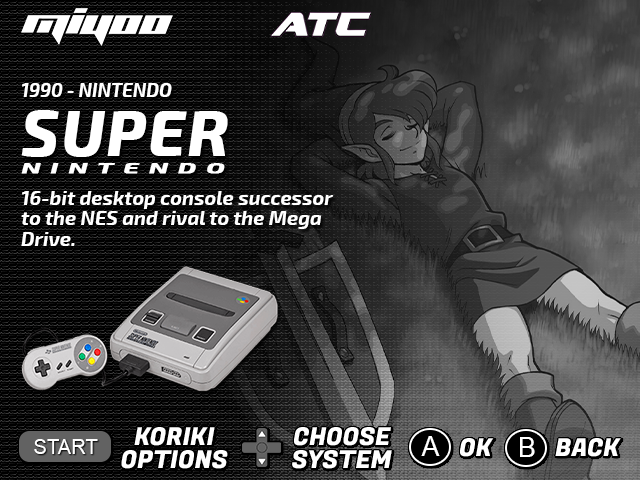 miyoo
ATC
1990 - NINTENDO
SUPER
NINTENDO
16-bit desktop console successor
to the NES and rival to the Mega
Drive.
START
KORIKI
OPTIONS
CHOOSE
SYSTEM
A
OK
B
BACK